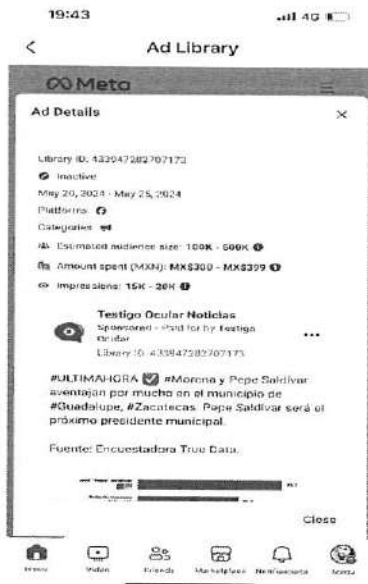 19:43
4G
Ad Library
Meta
Ad Details
Library ID: 433947282707173
Inactive
May 20, 2024 - May 25, 2024
Platforms
Categories
Estimated audience size: 100K - 500K
Amount spent (MXN): MX$300 - MX$399
Impressions: 15K - 20K
Testigo Ocular Noticias
Sponsored - Paid for by Testigo
Ocular
Library ID: 433947282707173
#ULTIMAHORA ✅ #Morena y Pepe Saldívar
aventajan por mucho en el municipio de
#Guadalupe, #Zacatecas. Pepe Saldívar será el
próximo presidente municipal.
Fuente: Encuestadora True Data.
Close
Home
Video
Friends
Marketplace
Notifications